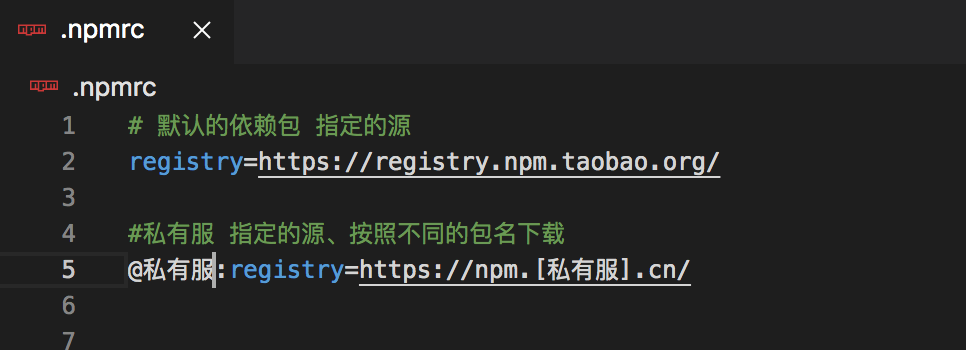 .npmrc
.npmrc
1 # 默认的依赖包 指定的源
2 registry=https://registry.npm.taobao.org/
3
4 #私有服 指定的源、按照不同的包名下载
5 @私有服:registry=https://npm.[私有服].cn/
6
7